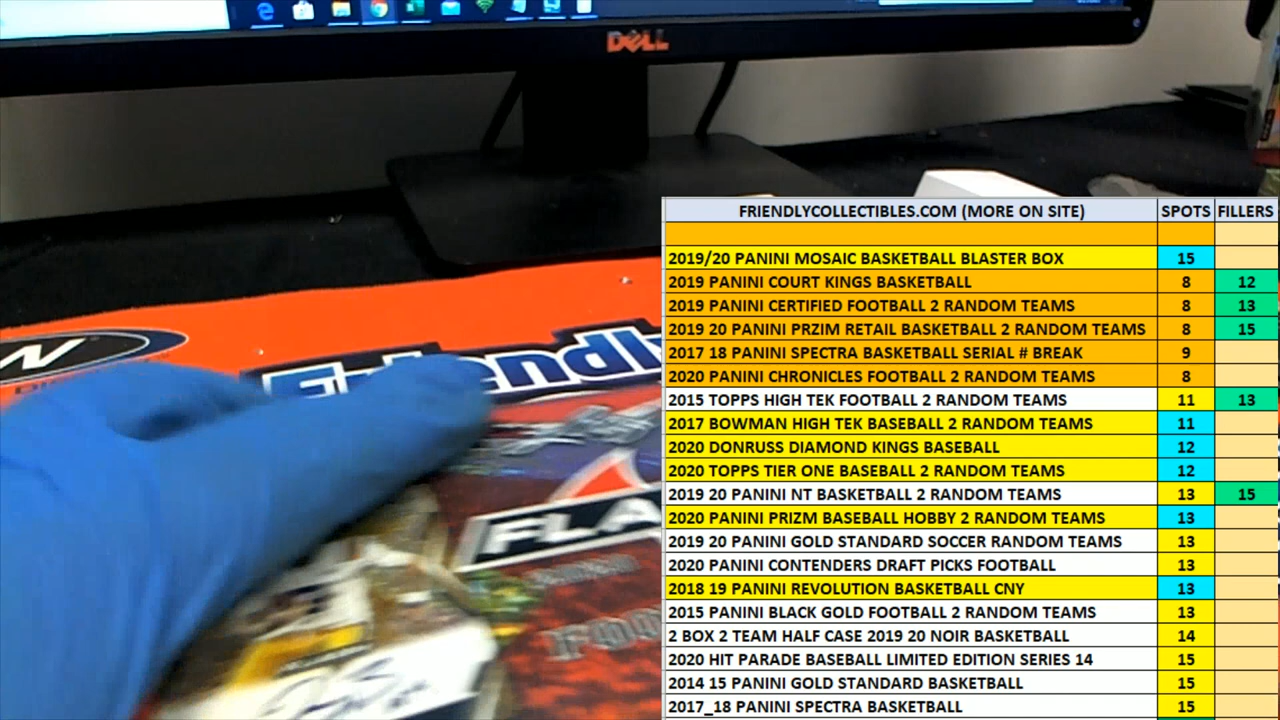 DELL
FRIENDLYCOLLECTIBLES.COM (MORE ON SITE) SPOTS FILLERS
2019/20 PANINI MOSAIC BASKETBALL BLASTER BOX 15
2019 PANINI COURT KINGS BASKETBALL 8 12
2019 PANINI CERTIFIED FOOTBALL 2 RANDOM TEAMS 8 13
2019 20 PANINI PRZIM RETAIL BASKETBALL 2 RANDOM TEAMS 8 15
2017 18 PANINI SPECTRA BASKETBALL SERIAL # BREAK 9
2020 PANINI CHRONICLES FOOTBALL 2 RANDOM TEAMS 8
2015 TOPPS HIGH TEK FOOTBALL 2 RANDOM TEAMS 11 13
2017 BOWMAN HIGH TEK BASEBALL 2 RANDOM TEAMS 11
2020 DONRUSS DIAMOND KINGS BASEBALL 12
2020 TOPPS TIER ONE BASEBALL 2 RANDOM TEAMS 12
2019 20 PANINI NT BASKETBALL 2 RANDOM TEAMS 13 15
2020 PANINI PRIZM BASEBALL HOBBY 2 RANDOM TEAMS 13
2019 20 PANINI GOLD STANDARD SOCCER RANDOM TEAMS 13
2020 PANINI CONTENDERS DRAFT PICKS FOOTBALL 13
2018 19 PANINI REVOLUTION BASKETBALL CNY 13
2015 PANINI BLACK GOLD FOOTBALL 2 RANDOM TEAMS 13
2 BOX 2 TEAM HALF CASE 2019 20 NOIR BASKETBALL 14
2020 HIT PARADE BASEBALL LIMITED EDITION SERIES 14 15
2014 15 PANINI GOLD STANDARD BASKETBALL 15
2017_18 PANINI SPECTRA BASKETBALL 15
Friendl
FLA